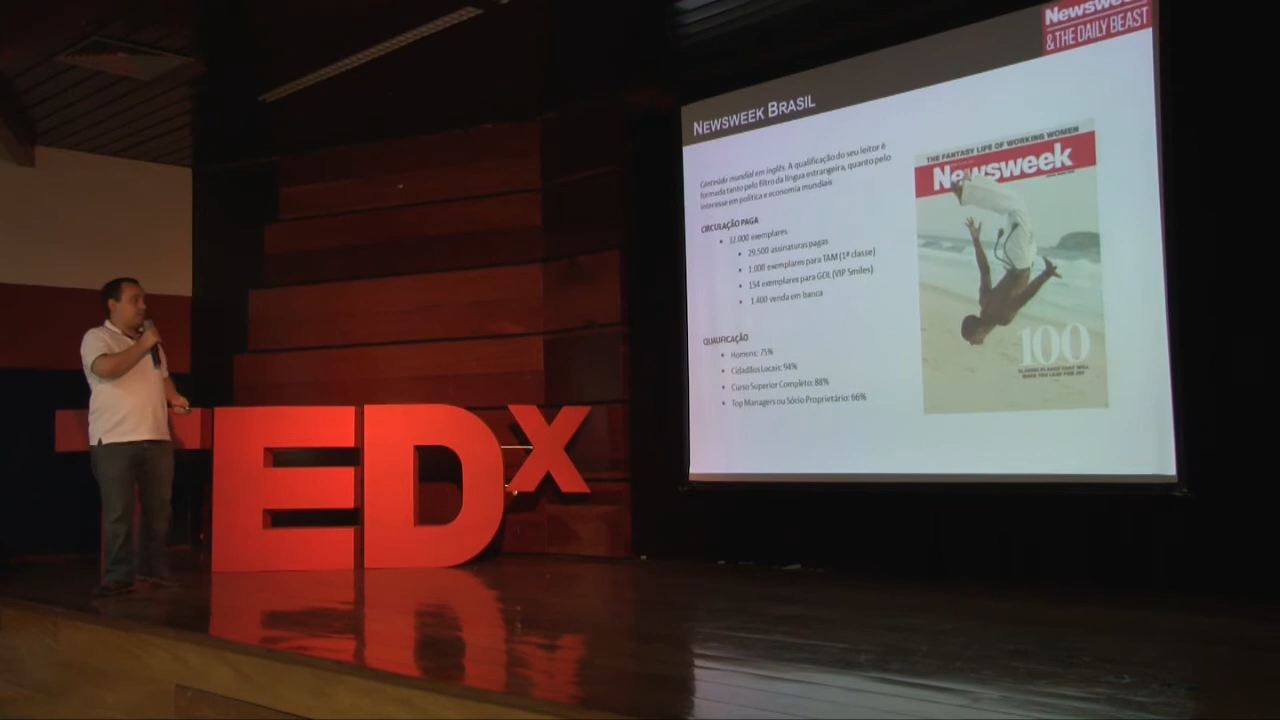 Newsweek
& THE DAILY BEAST
NEWSWEEK BRASIL
Conteúdo mundial em inglês. A qualificação do seu leitor é
formada tanto pelo filtro da língua estrangeira, quanto pelo
interesse em política e economia mundiais
CIRCULAÇÃO PAGA
32.000 exemplares
29.500 assinaturas pagas
1.000 exemplares para TAM (1ª classe)
154 exemplares para GOL (VIP Smiles)
1.400 venda em banca
QUALIFICAÇÃO
Homens: 75%
Cidadãos Locais: 94%
Curso Superior Completo: 88%
Top Managers ou Sócio Proprietário: 66%
THE FANTASY LIFE OF WORKING WOMEN
Newsweek
100
TEDx